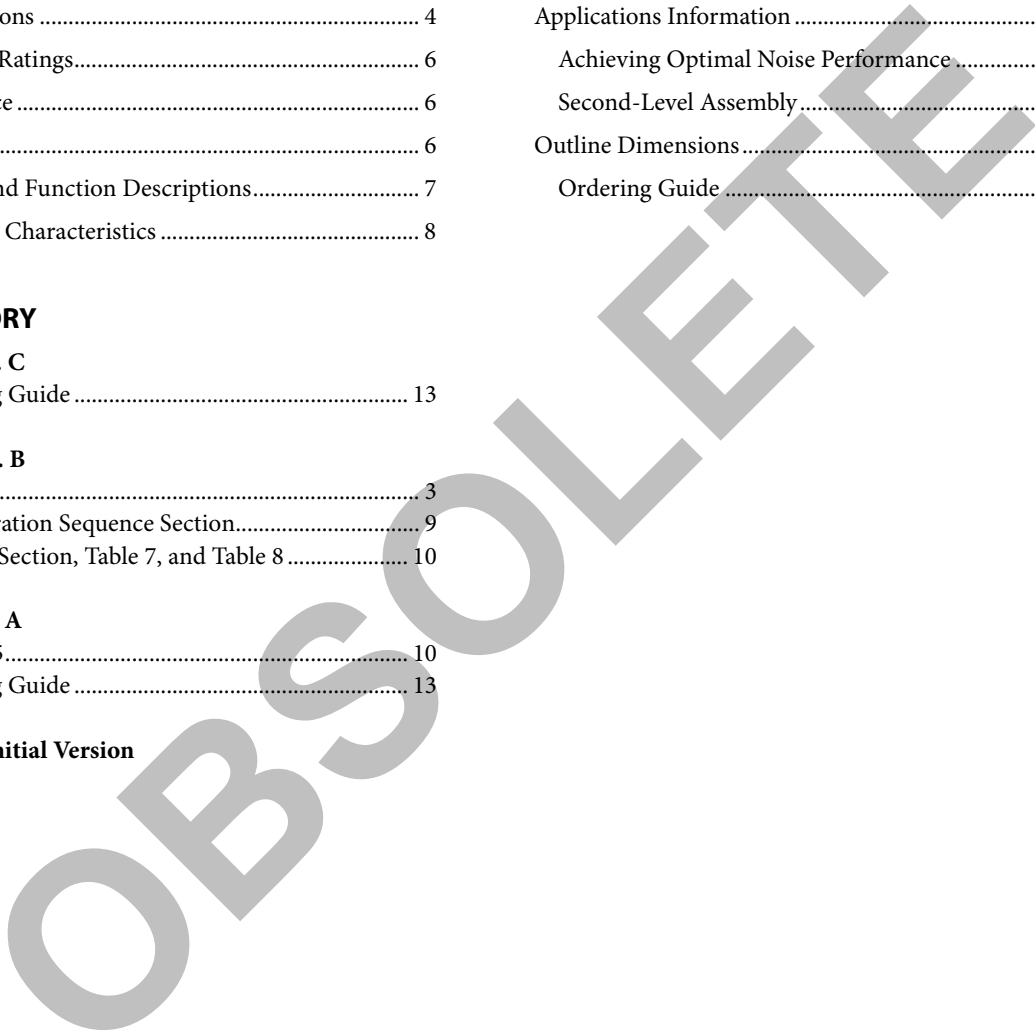 ons ........ 4
Ratings........ 6
ce ........ 6
........ 6
nd Function Descriptions........ 7
Characteristics ........ 8
ORY
. C
g Guide ........ 13
. B
........ 3
ration Sequence Section........ 9
Section, Table 7, and Table 8 ........ 10
A
5........ 10
g Guide ........ 13
nitial Version
Applications Information ........
Achieving Optimal Noise Performance ........
Second-Level Assembly ........
Outline Dimensions ........
Ordering Guide ........
OBSOLETE